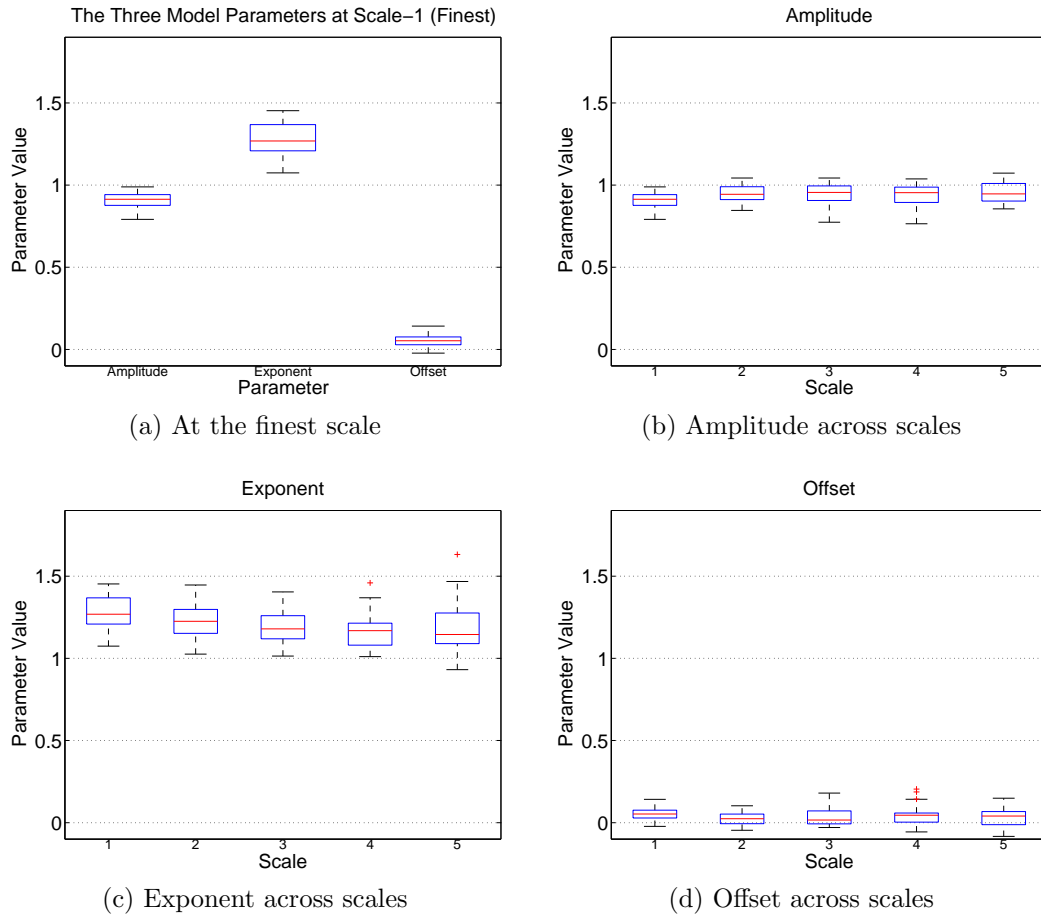 The Three Model Parameters at Scale−1 (Finest)
Parameter Value
1.5
1
0.5
0
Amplitude Exponent Offset
Parameter
(a) At the finest scale
Amplitude
Parameter Value
1.5
1
0.5
0
1 2 3 4 5
Scale
(b) Amplitude across scales
Exponent
Parameter Value
1.5
1
0.5
0
1 2 3 4 5
Scale
(c) Exponent across scales
Offset
Parameter Value
1.5
1
0.5
0
1 2 3 4 5
Scale
(d) Offset across scales